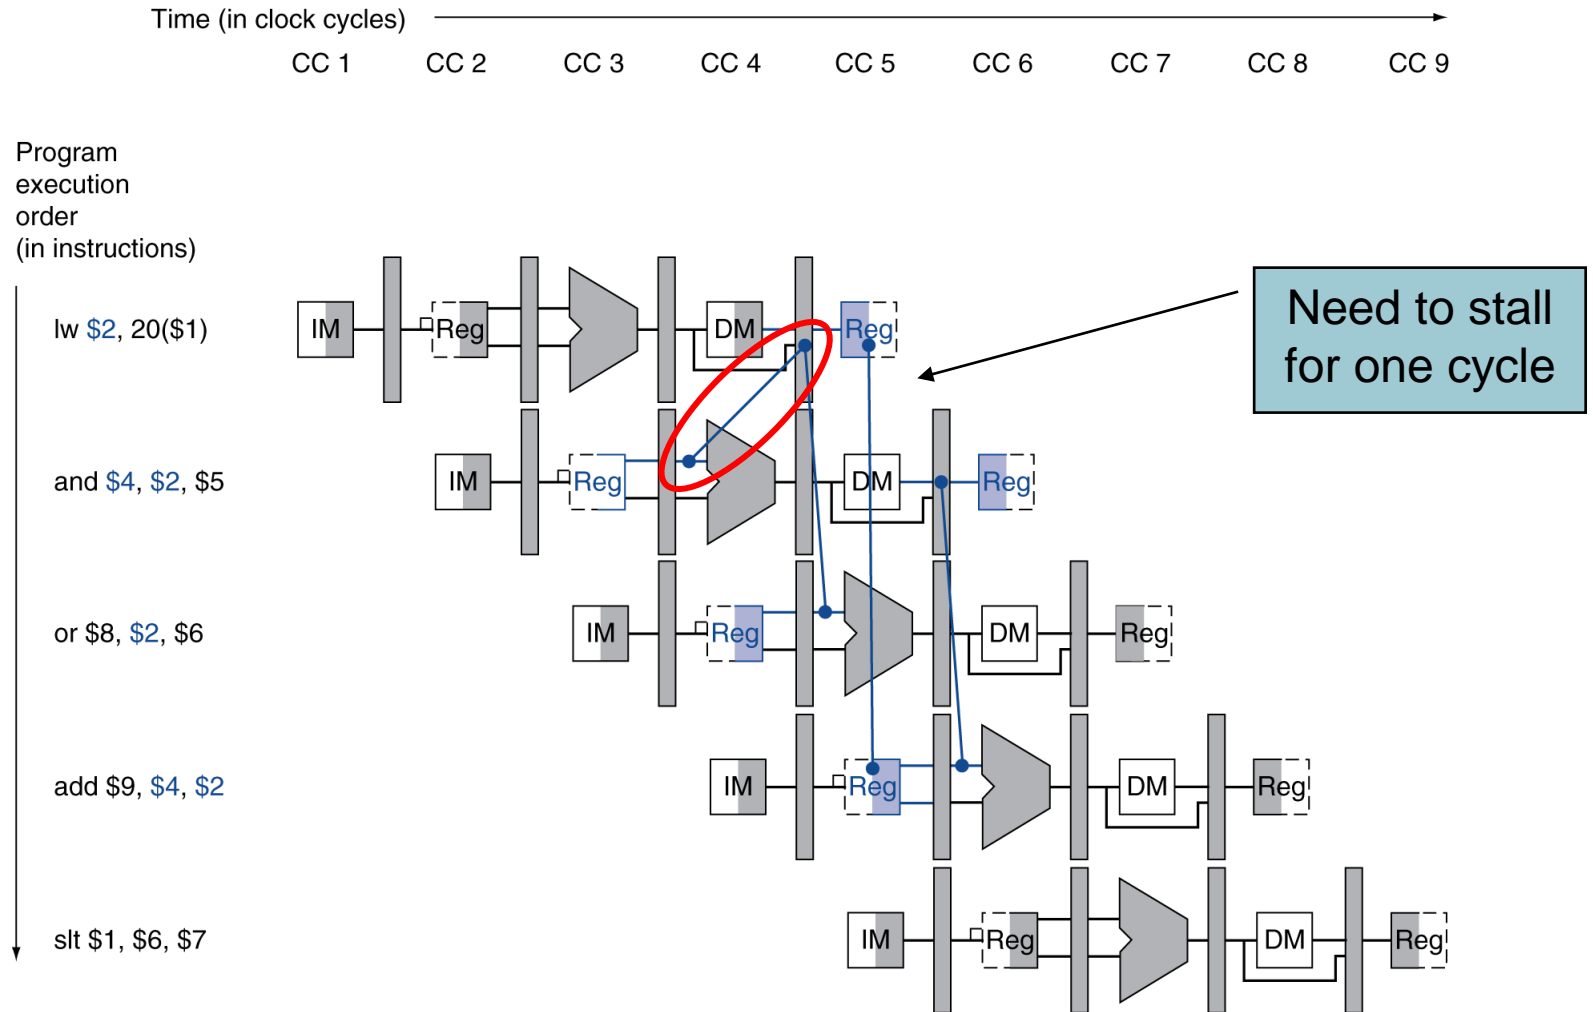 Time (in clock cycles)
CC 1 CC 2 CC 3 CC 4 CC 5 CC 6 CC 7 CC 8 CC 9
Program
execution
order
(in instructions)
Need to stall
for one cycle
lw $2, 20($1) IM Reg DM Reg
and $4, $2, $5 IM Reg DM Reg
or $8, $2, $6 IM Reg DM Reg
add $9, $4, $2 IM Reg DM Reg
slt $1, $6, $7 IM Reg DM Reg